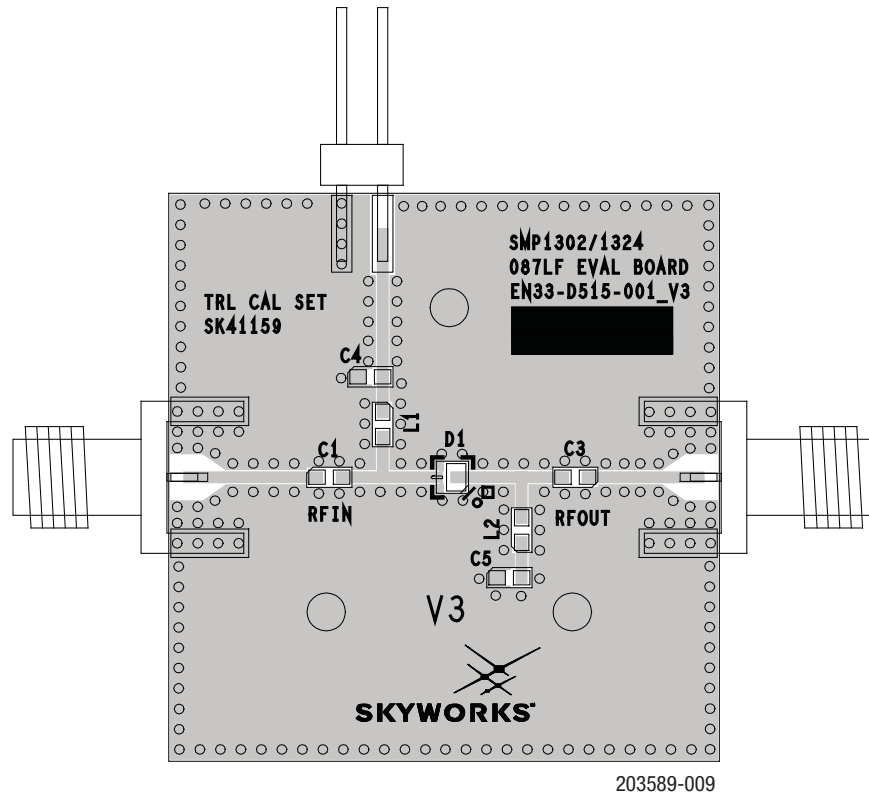 SMP1302/1324
087LF EVAL BOARD
EN33-D515-001_V3
TRL CAL SET
SK41159
C4
L1
D1
C1
C3
RFIN
RFOUT
L2
C5
V3
SKYWORKS
203589-009